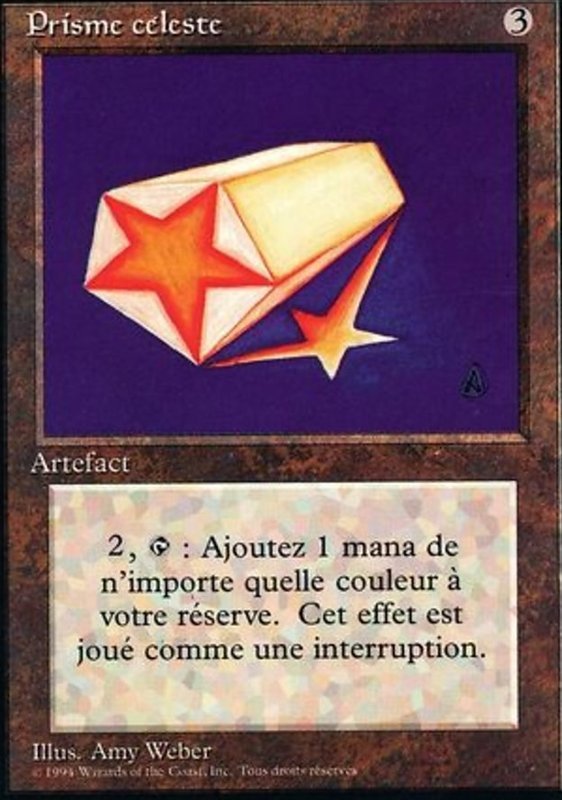 Prisme céleste 3
Artefact
2, : Ajoutez 1 mana de
n'importe quelle couleur à
votre réserve. Cet effet est
joué comme une interruption.
Illus. Amy Weber
© 1994 Wizards of the Coast, Inc. Tous droits réservés